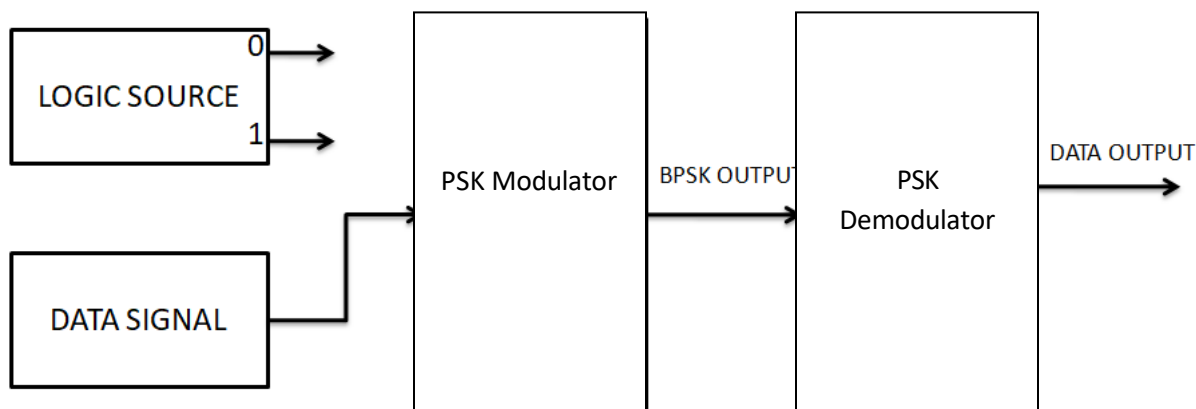 0
LOGIC SOURCE
1
DATA SIGNAL
PSK Modulator
BPSK OUTPUT
PSK
Demodulator
DATA OUTPUT